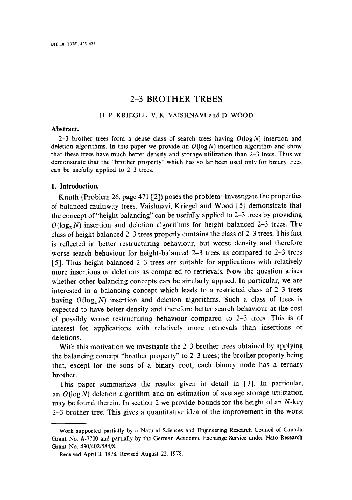 2–3 BROTHER TREES
H. P. KRIEGEL, V. K. VAISHNAVI and D. WOOD
Abstract.
2–3 brother trees form a dense class of search trees having O(log N) insertion and
deletion algorithms. In this paper we provide an O(log N) insertion algorithm and show
that these trees have much better density and storage utilization than 2–3 trees. Thus we
demonstrate that the "brother property" which has so far been used only for binary trees
can be usefully applied to 2–3 trees.
1. Introduction.
Knuth (Problem 26, page 471 [2]) poses the problem: Investigate the properties
of balanced multiway trees. Vaishnavi, Kriegel and Wood [5] demonstrate that
the concept of "height balancing" can be usefully applied to 2–3 trees by providing
O(log₂ N) insertion and deletion algorithms for height balanced 2–3 trees. The
class of height balanced 2–3 trees properly contains the class of 2–3 trees. This fact
is reflected in better restructuring behaviour, but worse density and therefore
worse search behaviour for height-balanced 2–3 trees as compared to 2–3 trees
[5]. Thus height balanced 2–3 trees are suitable for applications with relatively
more insertions or deletions as compared to retrievals. Now the question arises
whether other balancing concepts can be similarly applied. In particular, we are
interested in a balancing concept which leads to a restricted class of 2–3 trees
having O(log₂ N) insertion and deletion algorithms. Such a class of trees is
expected to have better density and therefore better search behaviour at the cost
of possibly worse restructuring behaviour compared to 2–3 trees. This is of
interest for applications with relatively more retrievals than insertions or
deletions.
With this motivation we investigate the 2–3 brother trees obtained by applying
the balancing concept "brother property" to 2–3 trees; the brother property being
that, except for the sons of a binary root, each binary node has a ternary
brother.
This paper summarizes the results given in detail in [3]. In particular,
an O(log N) deletion algorithm and an estimation of average storage utilization
may be found therein. In section 2 we provide bounds for the height of an N-key
2–3 brother tree. This gives a quantitative idea of the improvement in the worst
Work supported partially by a Natural Sciences and Engineering Research Council of Canada
Grant No. A-7700 and partially by the German Academic Exchange Service under Nato Research
Grant No.
Received April 3, 1978. Revised August 23, 1978.